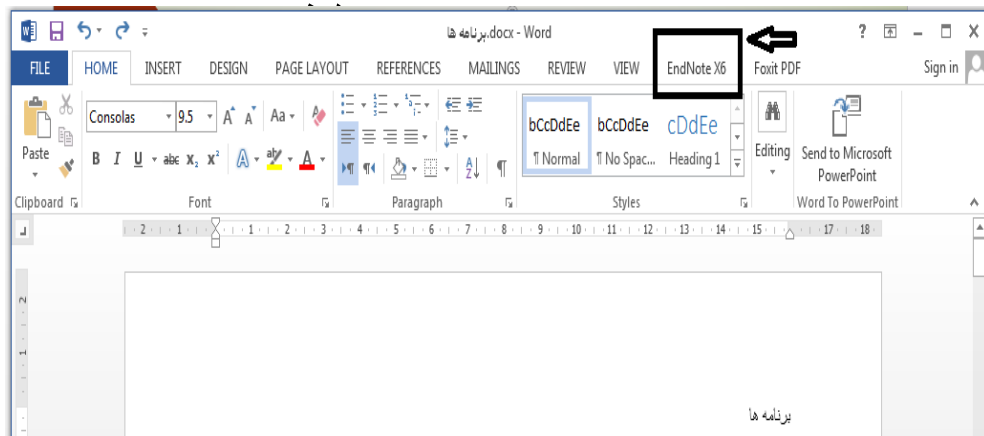 برنامه ها.docx - Word
FILE HOME INSERT DESIGN PAGE LAYOUT REFERENCES MAILINGS REVIEW VIEW EndNote X6 Foxit PDF Sign in
Consolas 9.5 A A Aa
B I U abc X₂ X² A ab A
Paste
bCcDdEe bCcDdEe cDdEe
¶ Normal ¶ No Spac... Heading 1
Editing
Send to Microsoft
PowerPoint
Clipboard Font Paragraph Styles Word To PowerPoint
2 1 1 2 3 4 5 6 7 8 9 10 11 12 13 14 15 17 18
2
1
برنامه ها